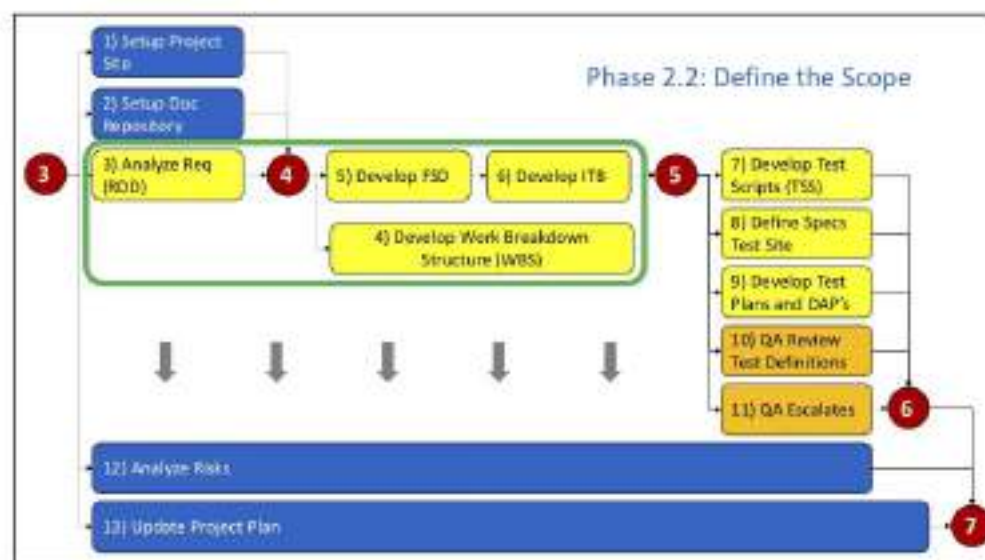 1) Setup Project
Site
Phase 2.2: Define the Scope
2) Setup Doc
Repository
3
3) Analyze Req
(ROD)
4
5) Develop FSD
6) Develop ITB
5
7) Develop Test
Scripts (TSS)
4) Develop Work Breakdown
Structure (WBS)
8) Define Specs
Test Site
9) Develop Test
Plans and DAP's
10) QA Review
Test Definitions
11) QA Escalates
6
12) Analyze Risks
13) Update Project Plan
7